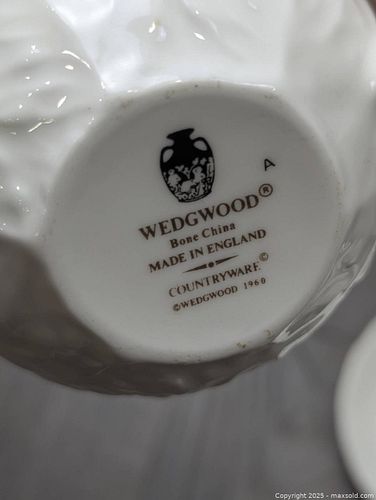 A
WEDGWOOD®
Bone China
MADE IN ENGLAND
COUNTRYWARE©
©WEDGWOOD 1960
Copyright 2025 - maxsold.com